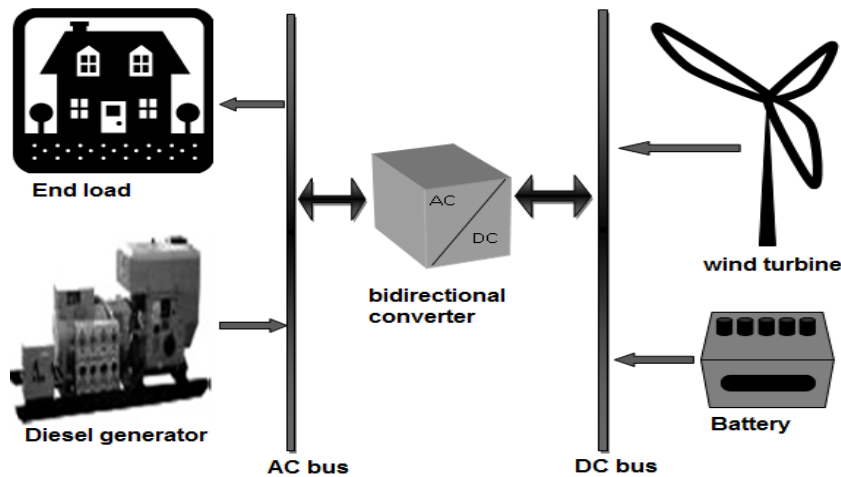 End load
Diesel generator
AC bus
AC
DC
bidirectional
converter
DC bus
wind turbine
Battery